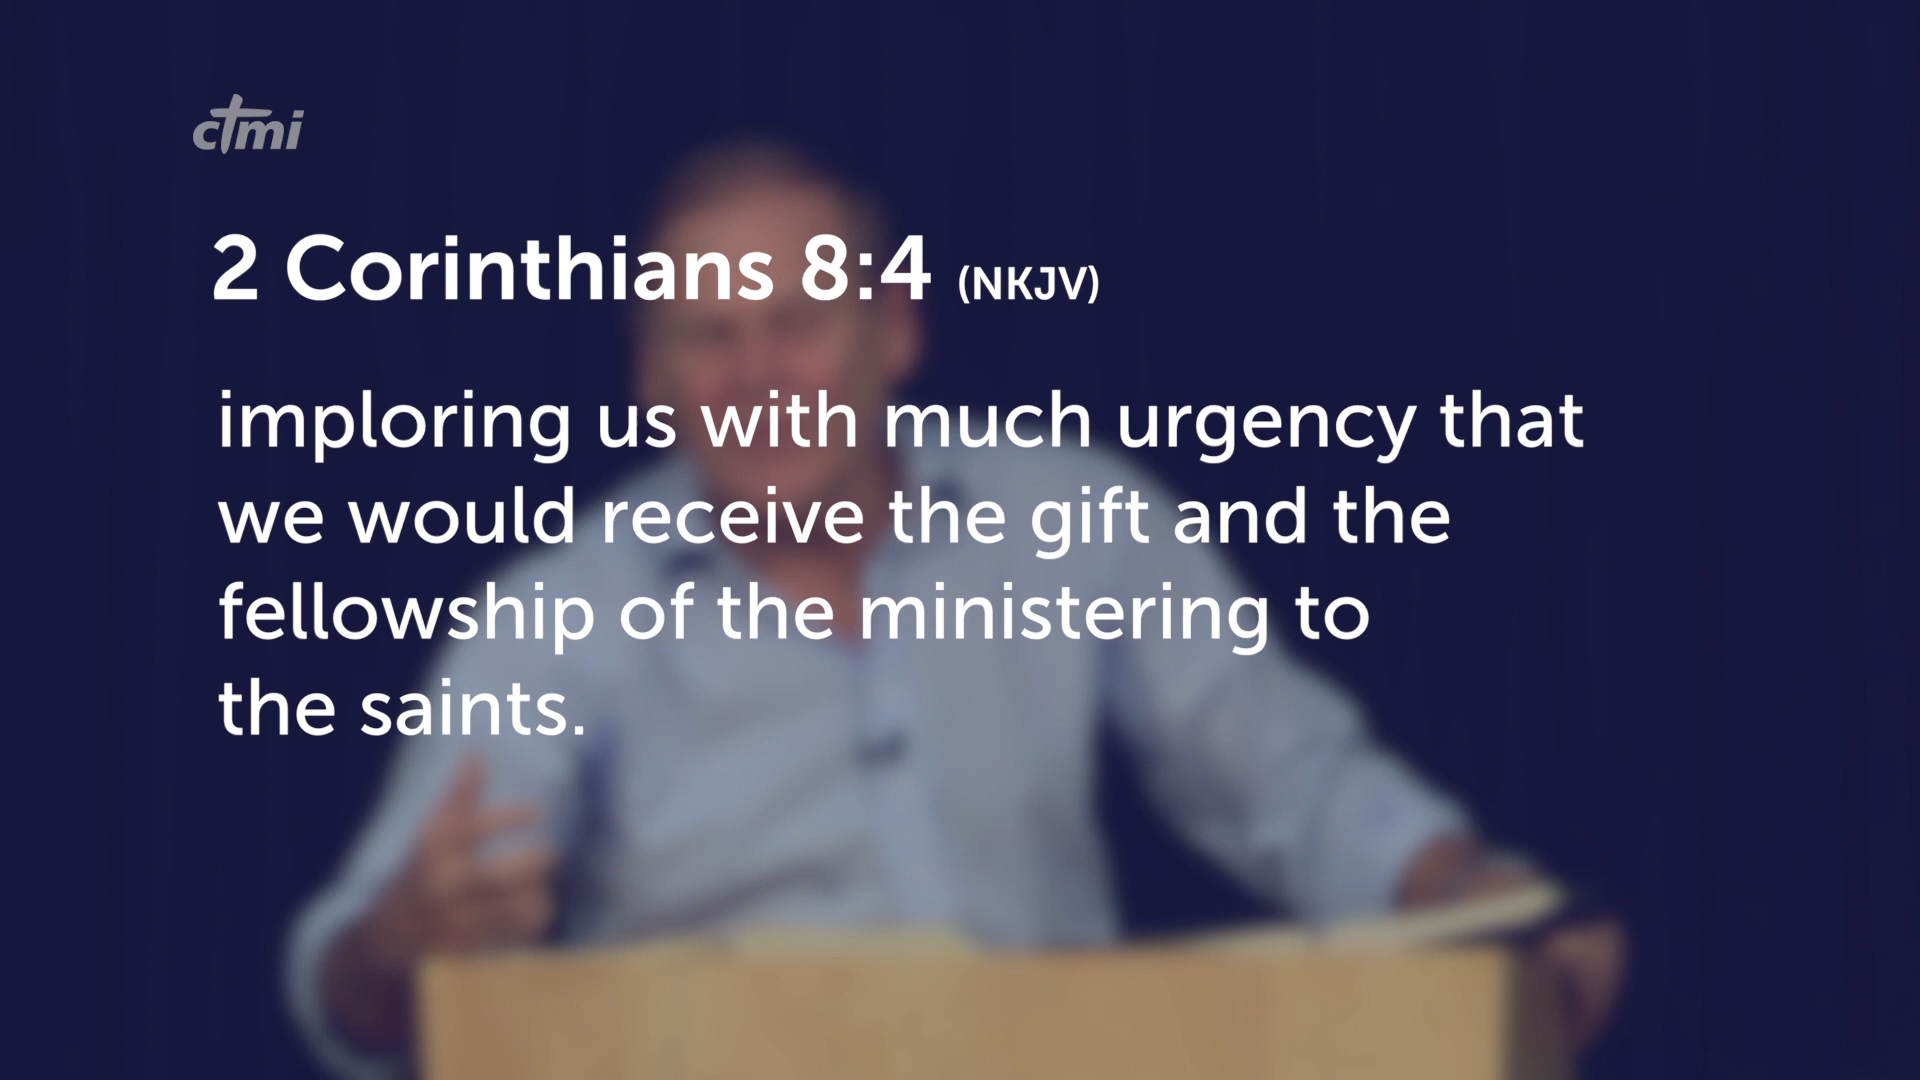 ctmi
2 Corinthians 8:4 (NKJV)
imploring us with much urgency that
we would receive the gift and the
fellowship of the ministering to
the saints.